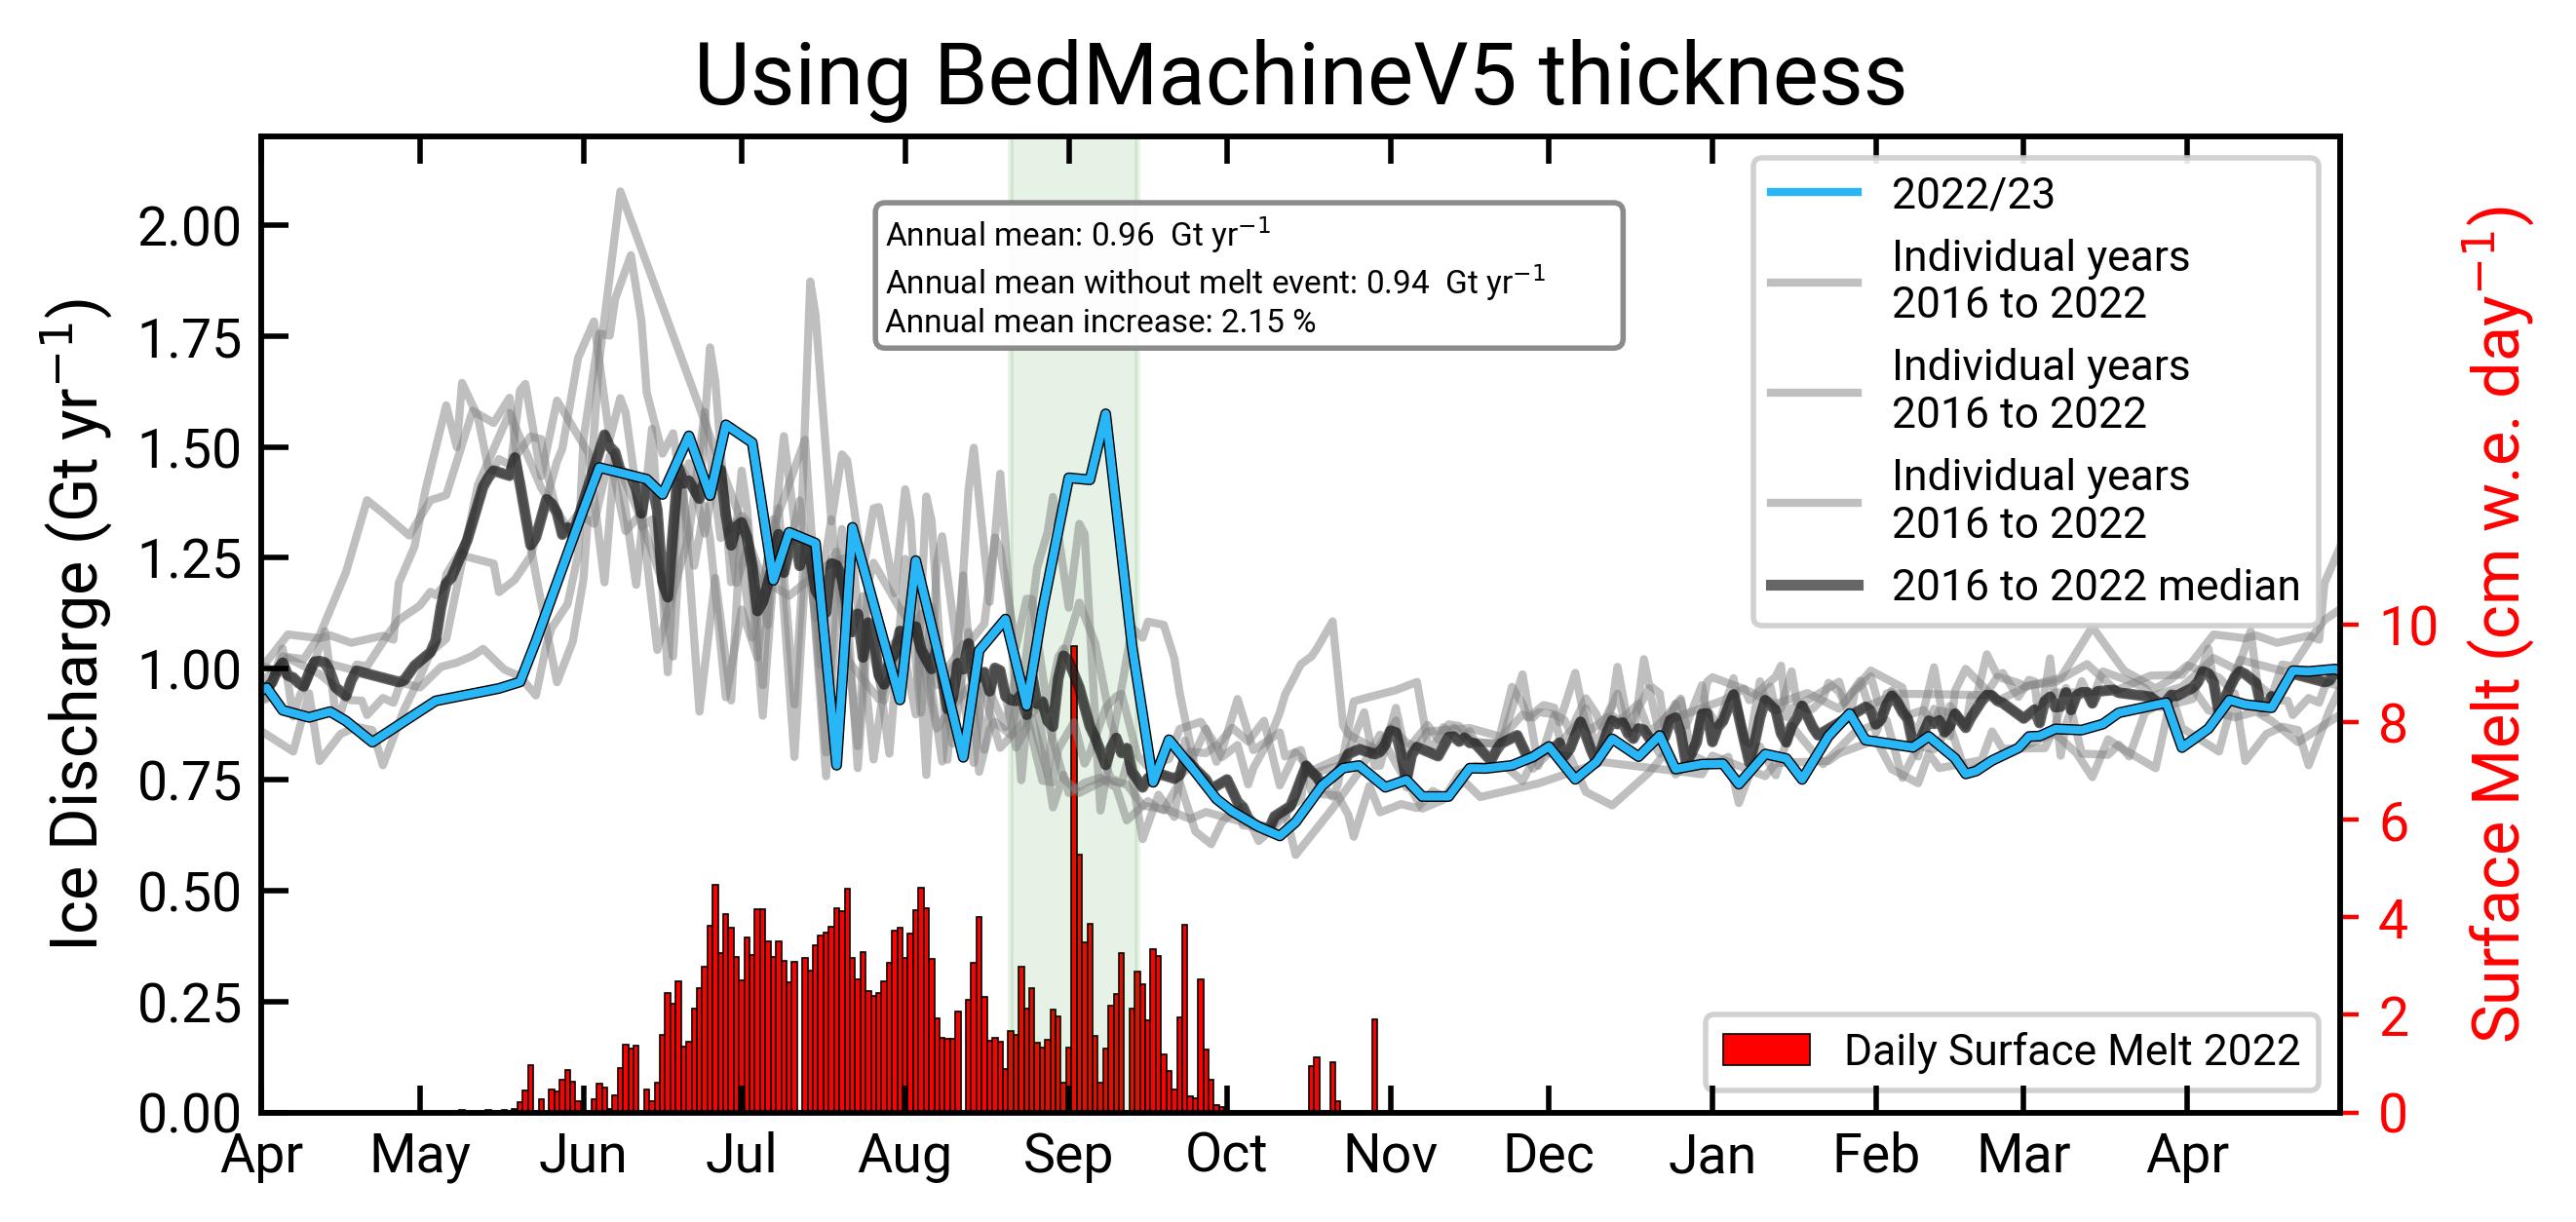 Using BedMachineV5 thickness
Ice Discharge (Gt yr⁻¹)
2.00
1.75
1.50
1.25
1.00
0.75
0.50
0.25
0.00
Annual mean: 0.96 Gt yr⁻¹
Annual mean without melt event: 0.94 Gt yr⁻¹
Annual mean increase: 2.15 %
2022/23
Individual years
2016 to 2022
Individual years
2016 to 2022
Individual years
2016 to 2022
2016 to 2022 median
Daily Surface Melt 2022
10
8
6
4
2
0
Surface Melt (cm w.e. day⁻¹)
Apr May Jun Jul Aug Sep Oct Nov Dec Jan Feb Mar Apr